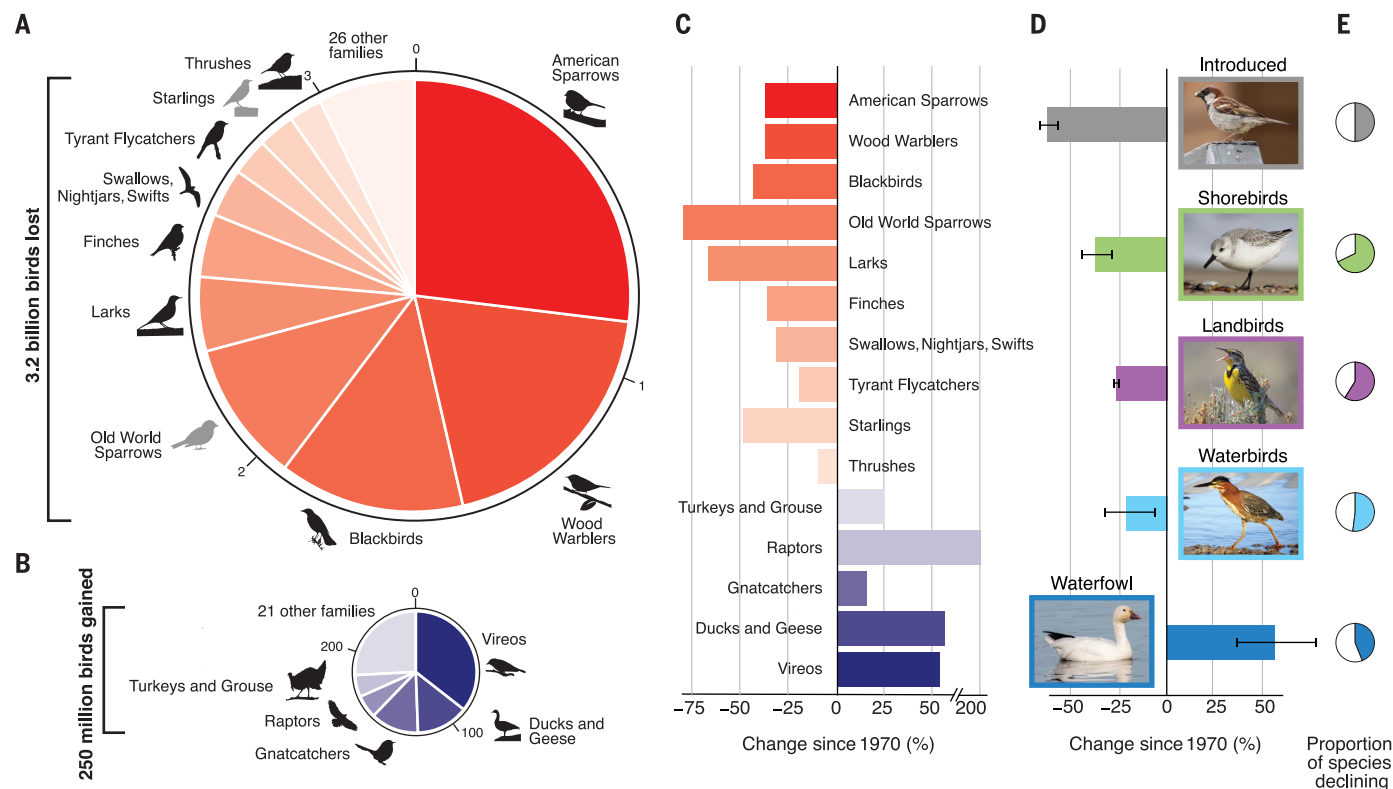 A
3.2 billion birds lost
26 other
families
0
American
Sparrows
1
Wood
Warblers
Blackbirds
2
Old World
Sparrows
Larks
Finches
Swallows,
Nightjars, Swifts
Tyrant Flycatchers
Starlings
Thrushes
3
B
250 million birds gained
21 other families
0
Vireos
100
Ducks and
Geese
Gnatcatchers
Raptors
Turkeys and Grouse
200
C
American Sparrows
Wood Warblers
Blackbirds
Old World Sparrows
Larks
Finches
Swallows, Nightjars, Swifts
Tyrant Flycatchers
Starlings
Thrushes
Turkeys and Grouse
Raptors
Gnatcatchers
Ducks and Geese
Vireos
−75 −50 −25 0 25 50 200
Change since 1970 (%)
D
Introduced
Shorebirds
Landbirds
Waterbirds
Waterfowl
−50 −25 0 25 50
Change since 1970 (%)
E
Proportion
of species
declining